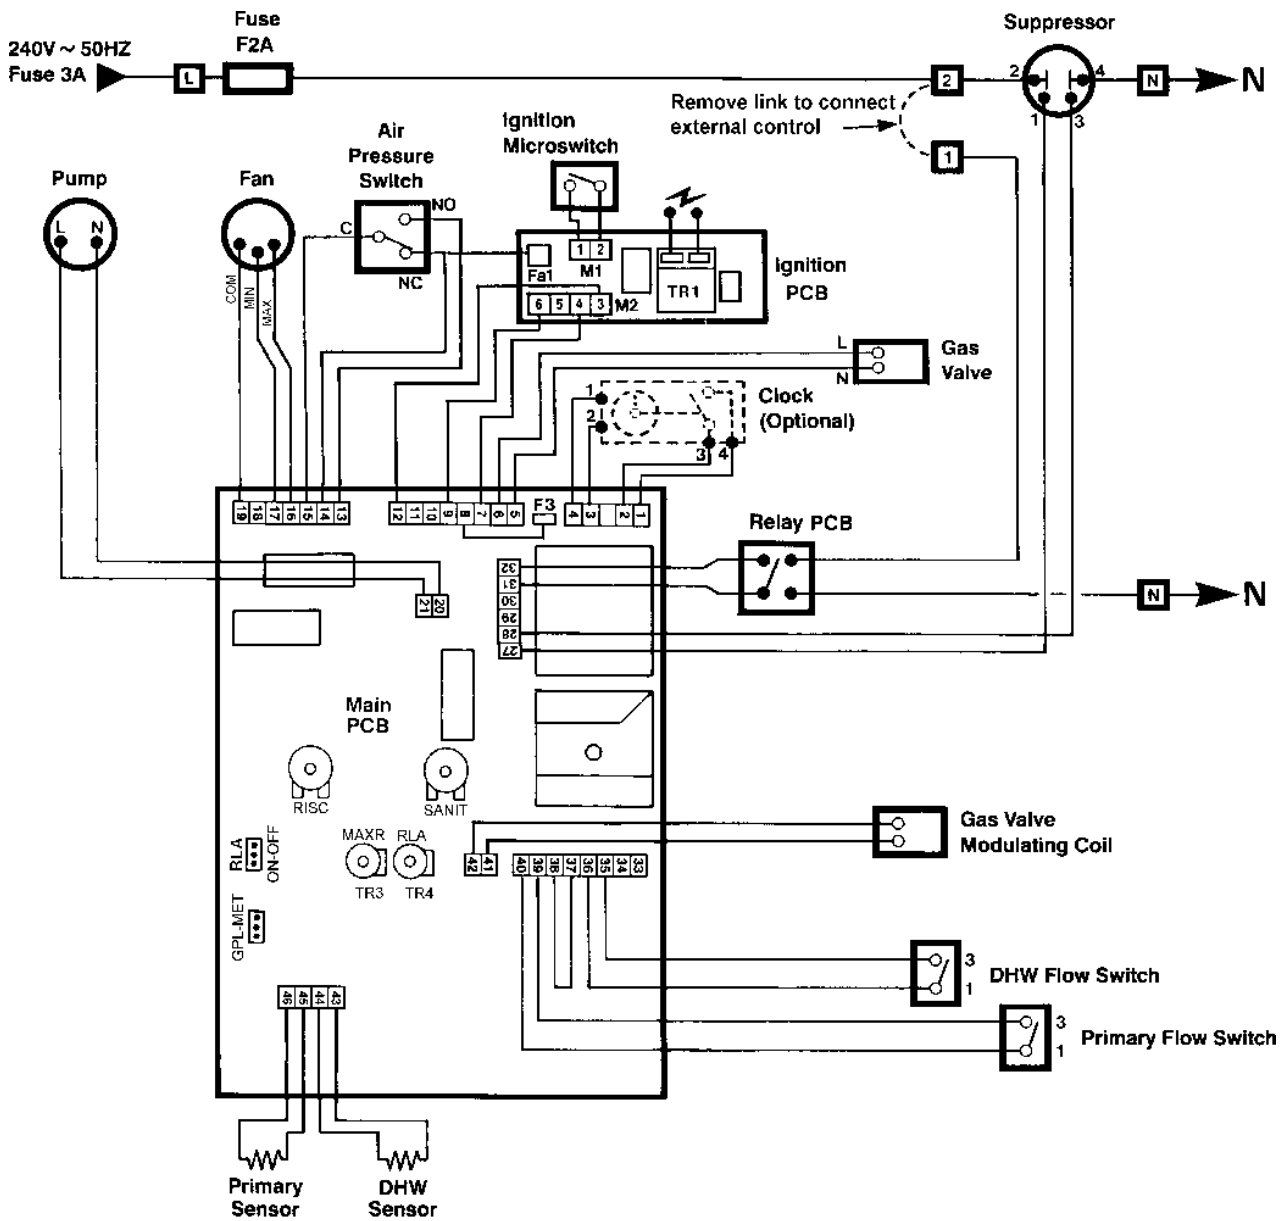 Fuse
F2A
Suppressor
240V ~ 50HZ
Fuse 3A
L
2
2
4
N
N
1
3
Remove link to connect
external control
1
Ignition
Microswitch
Air
Pressure
Switch
Pump
Fan
L N
C
NO
NC
COM
MIN
MAX
1 2
M1
Fa1
TR1
6 5 4 3
M2
Ignition
PCB
L
N
Gas
Valve
1
2
3 4
Clock
(Optional)
19 18 17 16 15 14 13
12 11 10 9 8 7 6 5
F3
4 3 2 1
Relay PCB
32
31
30
29
28
27
N
N
21 20
Main
PCB
RISC
SANIT
RLA
ON-OFF
MAXR
RLA
TR3
TR4
GPL-MET
42 41
40 39 38 37 36 35 34 33
Gas Valve
Modulating Coil
3
1
DHW Flow Switch
3
1
Primary Flow Switch
46 45 44 43
Primary
Sensor
DHW
Sensor